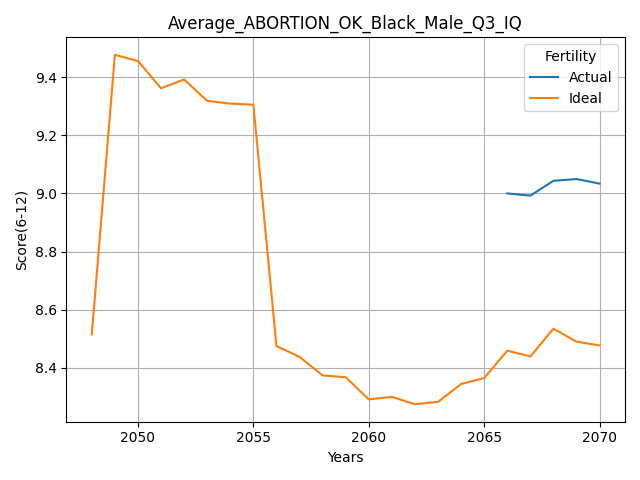 Average_ABORTION_OK_Black_Male_Q3_IQ
Fertility
Actual
Ideal
9.4
9.2
9.0
8.8
8.6
8.4
Score(6-12)
2050
2055
2060
2065
2070
Years